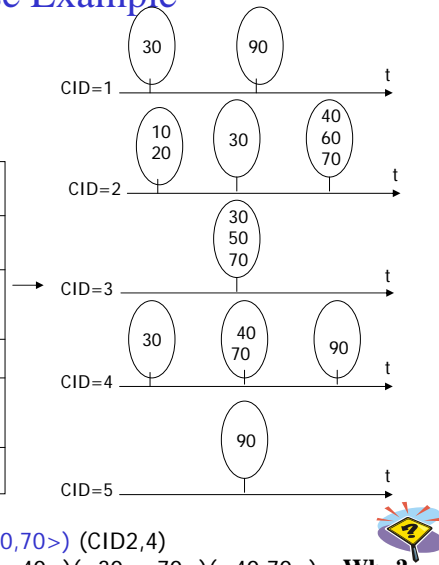 Example
30 90
t
CID=1
10
20
30
40
60
70
t
CID=2
30
50
70
t
CID=3
30
40
70
90
t
CID=4
90
t
CID=5
?
0,70>) (CID2,4)